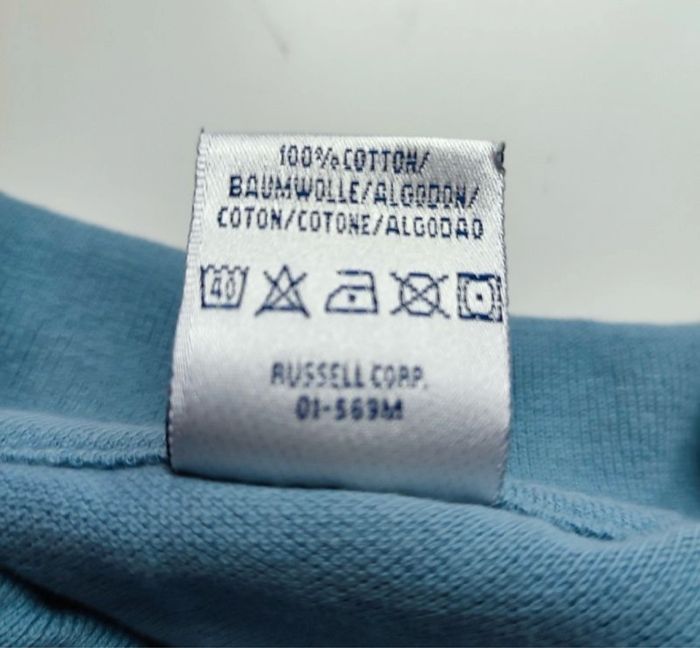 100% COTTON/
BAUMWOLLE/ALGODON/
COTON/COTONE/ALGODAO
40
RUSSELL CORP.
01-569M